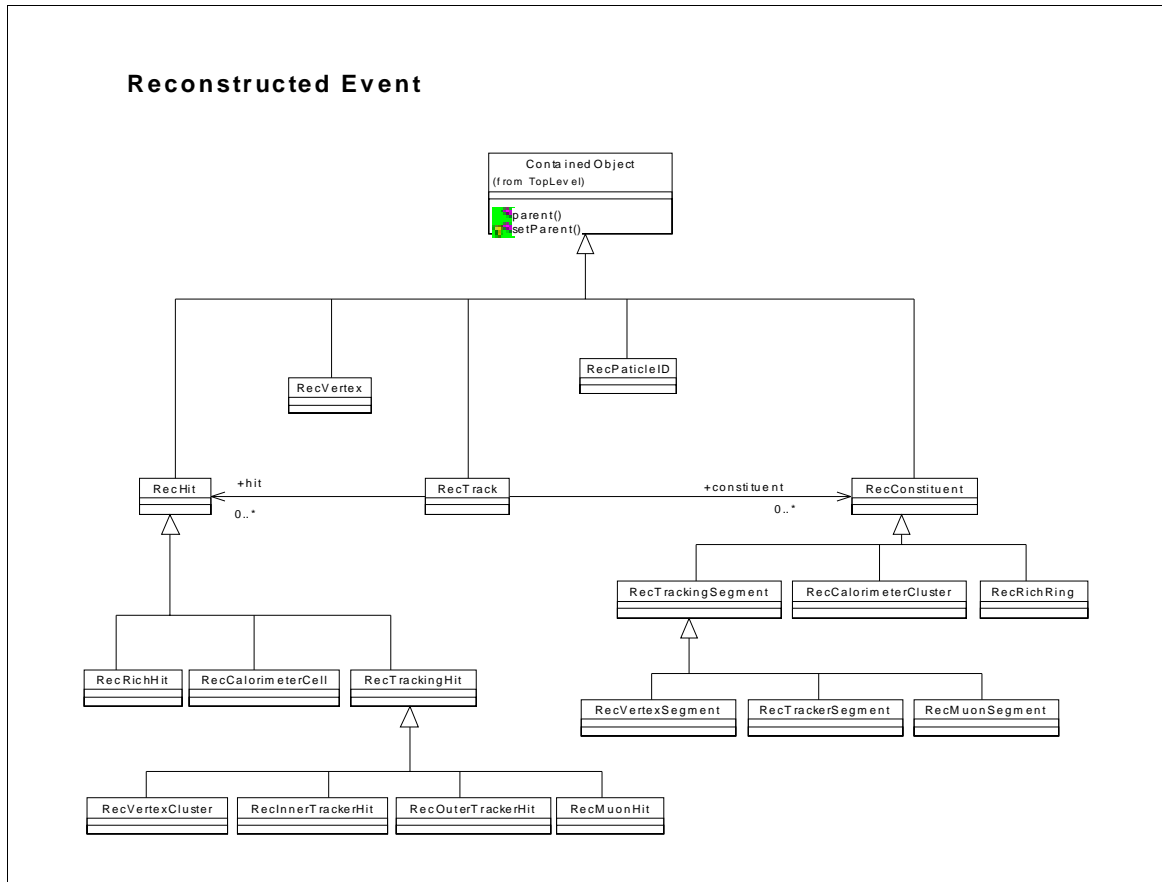 Reconstructed Event
ContainedObject
(from TopLevel)
parent()
setParent()
RecPaticleID
RecVertex
RecHit
+hit
0..*
RecTrack
+constituent
0..*
RecConstituent
RecTrackingSegment
RecCalorimeterCluster
RecRichRing
RecRichHit
RecCalorimeterCell
RecTrackingHit
RecVertexSegment
RecTrackerSegment
RecMuonSegment
RecVertexCluster
RecInnerTrackerHit
RecOuterTrackerHit
RecMuonHit